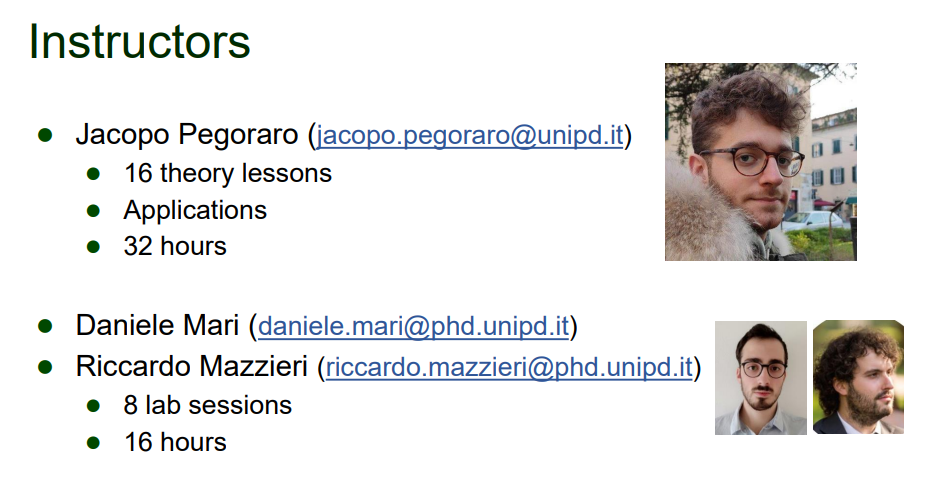 Instructors
● Jacopo Pegoraro (jacopo.pegoraro@unipd.it)
● 16 theory lessons
● Applications
● 32 hours
● Daniele Mari (daniele.mari@phd.unipd.it)
● Riccardo Mazzieri (riccardo.mazzieri@phd.unipd.it)
● 8 lab sessions
● 16 hours